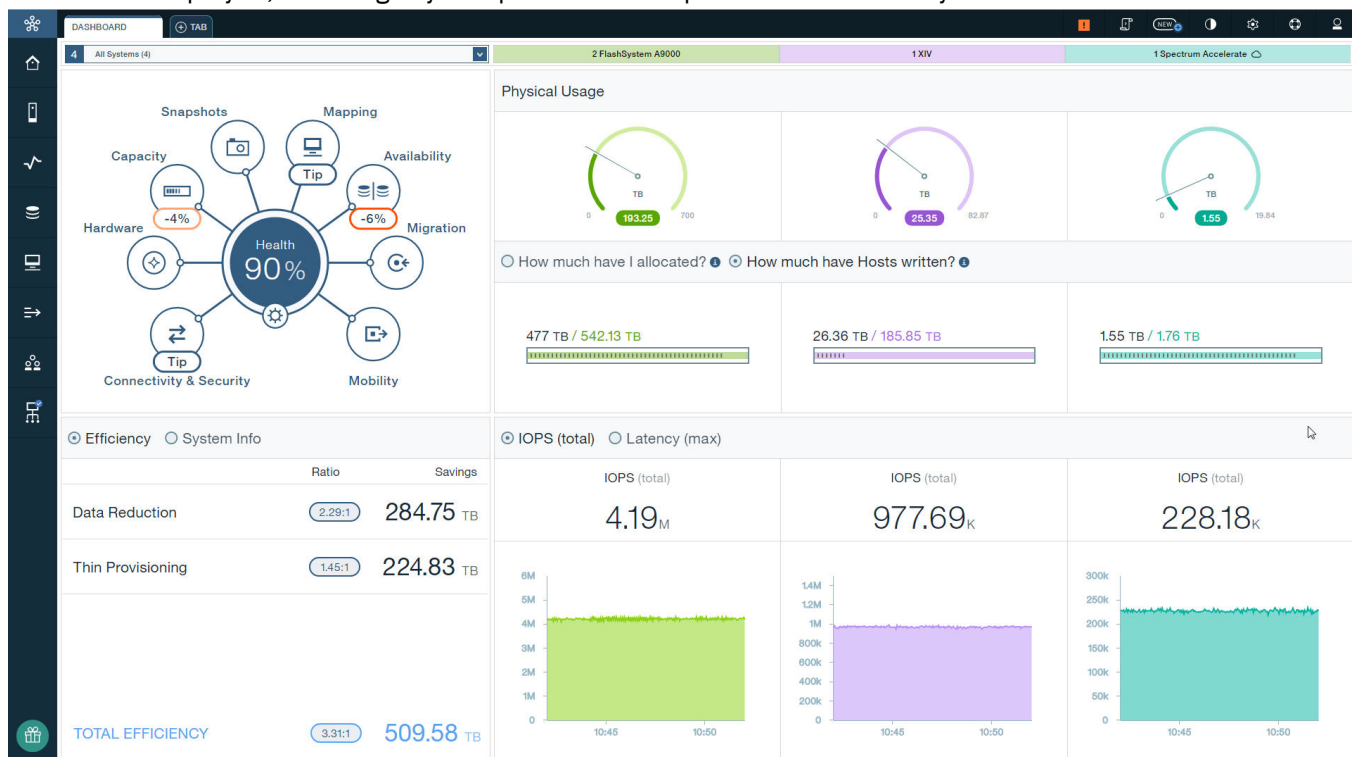 DASHBOARD
TAB
NEW
4 All Systems (4)
2 FlashSystem A9000
1 XIV
1 Spectrum Accelerate
Snapshots
Mapping
Capacity
Availability
Tip
-4%
-6%
Hardware
Migration
Health
90%
Tip
Connectivity & Security
Mobility
Physical Usage
TB
0
193.25
700
TB
0
25.35
82.87
TB
0
1.55
19.84
How much have I allocated?
How much have Hosts written?
477 TB / 542.13 TB
26.36 TB / 185.85 TB
1.55 TB / 1.76 TB
Efficiency
System Info
Ratio
Savings
Data Reduction
2.29:1
284.75 TB
Thin Provisioning
1.45:1
224.83 TB
TOTAL EFFICIENCY
3.31:1
509.58 TB
IOPS (total)
Latency (max)
IOPS (total)
4.19M
6M
5M
4M
3M
2M
1M
0
10:45
10:50
IOPS (total)
977.69K
1.4M
1.2M
1M
800k
600k
400k
200k
0
10:45
10:50
IOPS (total)
228.18K
300k
250k
200k
150k
100k
50k
0
10:45
10:50